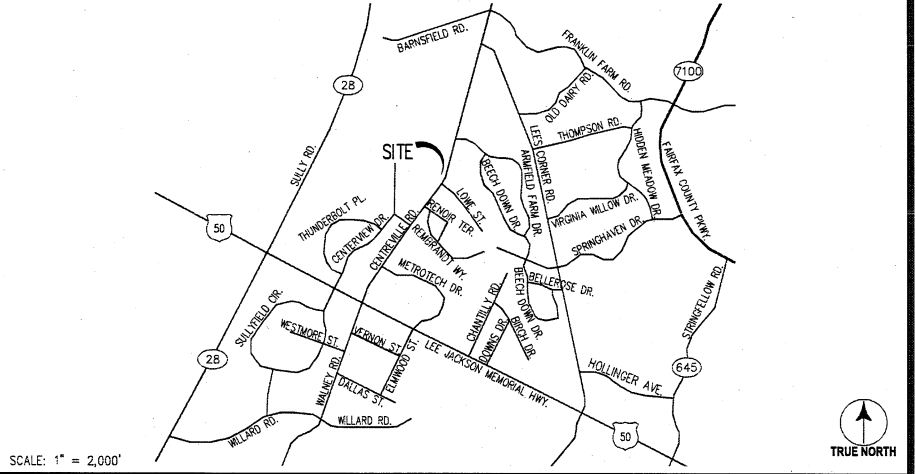 BARNSFIELD RD.
FRANKLIN FARM RD.
7100
28
OLD DAIRY RD.
THOMPSON RD.
LEES CORNER RD.
HIDDEN MEADOW DR.
FAIRFAX COUNTY PKWY.
SITE
SULLY RD.
BEECH DOWN DR.
ARMFIELD FARM DR.
LOWE ST.
RENOIR TER.
THUNDERBOLT PL.
CENTERVIEW DR.
CENTREVILLE RD.
REMBRANDT WY.
VIRGINIA WILLOW DR.
SPRINGHAVEN DR.
50
METROTECH DR.
BELLEROSE DR.
BEECH DOWN DR.
CHANTILLY RD.
STRINGFELLOW RD.
SULLYFIELD CIR.
WESTMORE ST.
VERNON ST.
ELMWOOD ST.
LEE JACKSON MEMORIAL HWY.
DOWNS DR.
BIRCH DR.
28
WALNEY RD.
DALLAS ST.
HOLLINGER AVE.
645
WILLARD RD.
WILLARD RD.
50
TRUE NORTH
SCALE: 1" = 2,000'